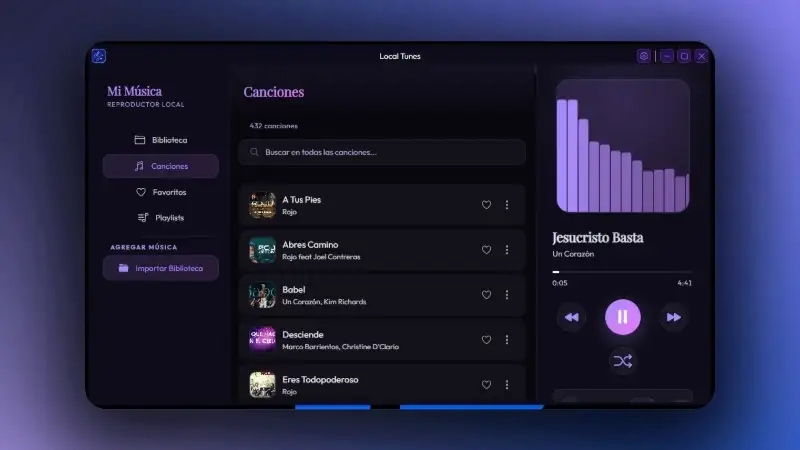 Local Tunes
Mi Música
REPRODUCTOR LOCAL
Biblioteca
Canciones
Favoritos
Playlists
AGREGAR MÚSICA
Importar Biblioteca
Canciones
432 canciones
Buscar en todas las canciones...
A Tus Pies
Rojo
Abres Camino
Rojo feat Joel Contreras
Babel
Un Corazón, Kim Richards
Desciende
Marco Barrientos, Christine D'Clario
Eres Todopoderoso
Rojo
Jesucristo Basta
Un Corazón
0:05
4:41